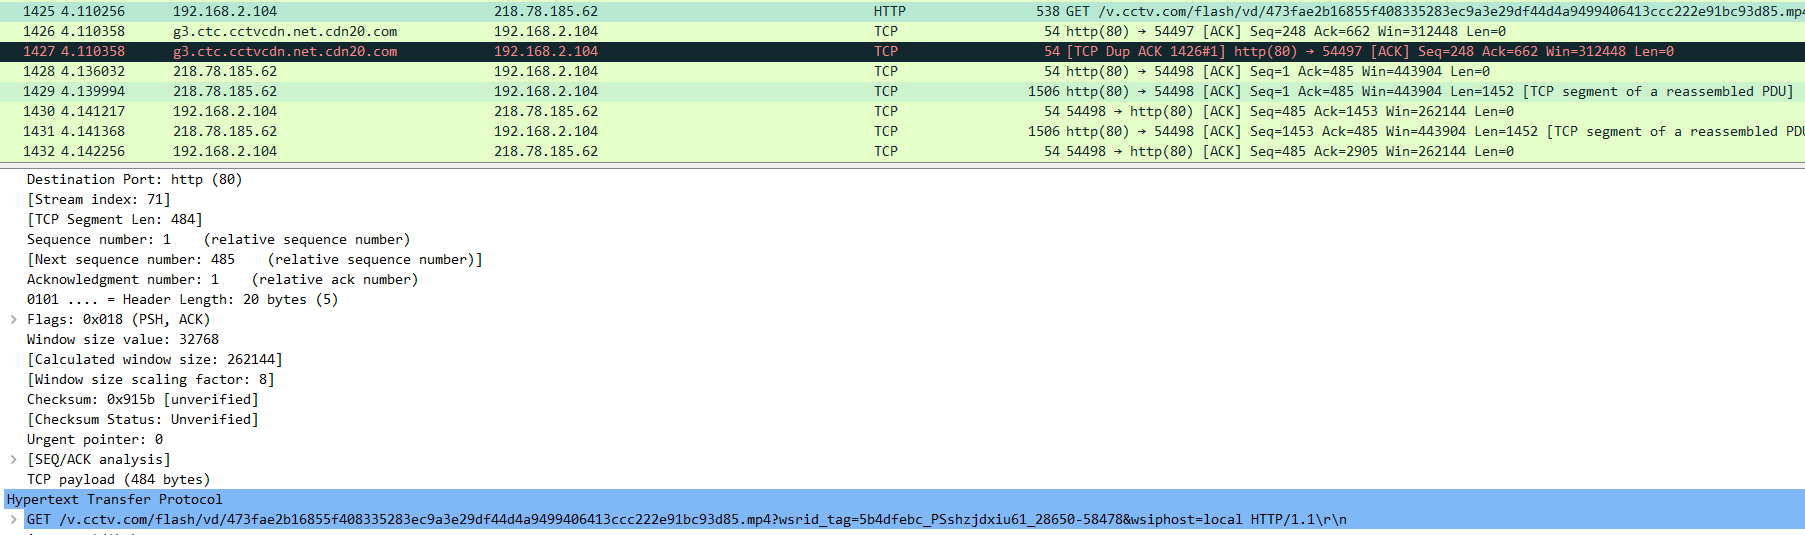 1425 4.110256 192.168.2.104 218.78.185.62 HTTP 538 GET /v.cctv.com/flash/vd/473fae2b16855f408335283ec9a3e29df44d4a9499406413ccc222e91bc93d85.mp4
1426 4.110358 g3.ctc.cctvcdn.net.cdn20.com 192.168.2.104 TCP 54 http(80) → 54497 [ACK] Seq=248 Ack=662 Win=312448 Len=0
1427 4.110358 g3.ctc.cctvcdn.net.cdn20.com 192.168.2.104 TCP 54 [TCP Dup ACK 1426#1] http(80) → 54497 [ACK] Seq=248 Ack=662 Win=312448 Len=0
1428 4.136032 218.78.185.62 192.168.2.104 TCP 54 http(80) → 54498 [ACK] Seq=1 Ack=485 Win=443904 Len=0
1429 4.139994 218.78.185.62 192.168.2.104 TCP 1506 http(80) → 54498 [ACK] Seq=1 Ack=485 Win=443904 Len=1452 [TCP segment of a reassembled PDU]
1430 4.141217 192.168.2.104 218.78.185.62 TCP 54 54498 → http(80) [ACK] Seq=485 Ack=1453 Win=262144 Len=0
1431 4.141368 218.78.185.62 192.168.2.104 TCP 1506 http(80) → 54498 [ACK] Seq=1453 Ack=485 Win=443904 Len=1452 [TCP segment of a reassembled PDU
1432 4.142256 192.168.2.104 218.78.185.62 TCP 54 54498 → http(80) [ACK] Seq=485 Ack=2905 Win=262144 Len=0
Destination Port: http (80)
[Stream index: 71]
[TCP Segment Len: 484]
Sequence number: 1 (relative sequence number)
[Next sequence number: 485 (relative sequence number)]
Acknowledgment number: 1 (relative ack number)
0101 .... = Header Length: 20 bytes (5)
Flags: 0x018 (PSH, ACK)
Window size value: 32768
[Calculated window size: 262144]
[Window size scaling factor: 8]
Checksum: 0x915b [unverified]
[Checksum Status: Unverified]
Urgent pointer: 0
[SEQ/ACK analysis]
TCP payload (484 bytes)
Hypertext Transfer Protocol
GET /v.cctv.com/flash/vd/473fae2b16855f408335283ec9a3e29df44d4a9499406413ccc222e91bc93d85.mp4?wsrid_tag=5b4dfebc_PSshzjdxiu61_28650-58478&wsiphost=local HTTP/1.1\r\n